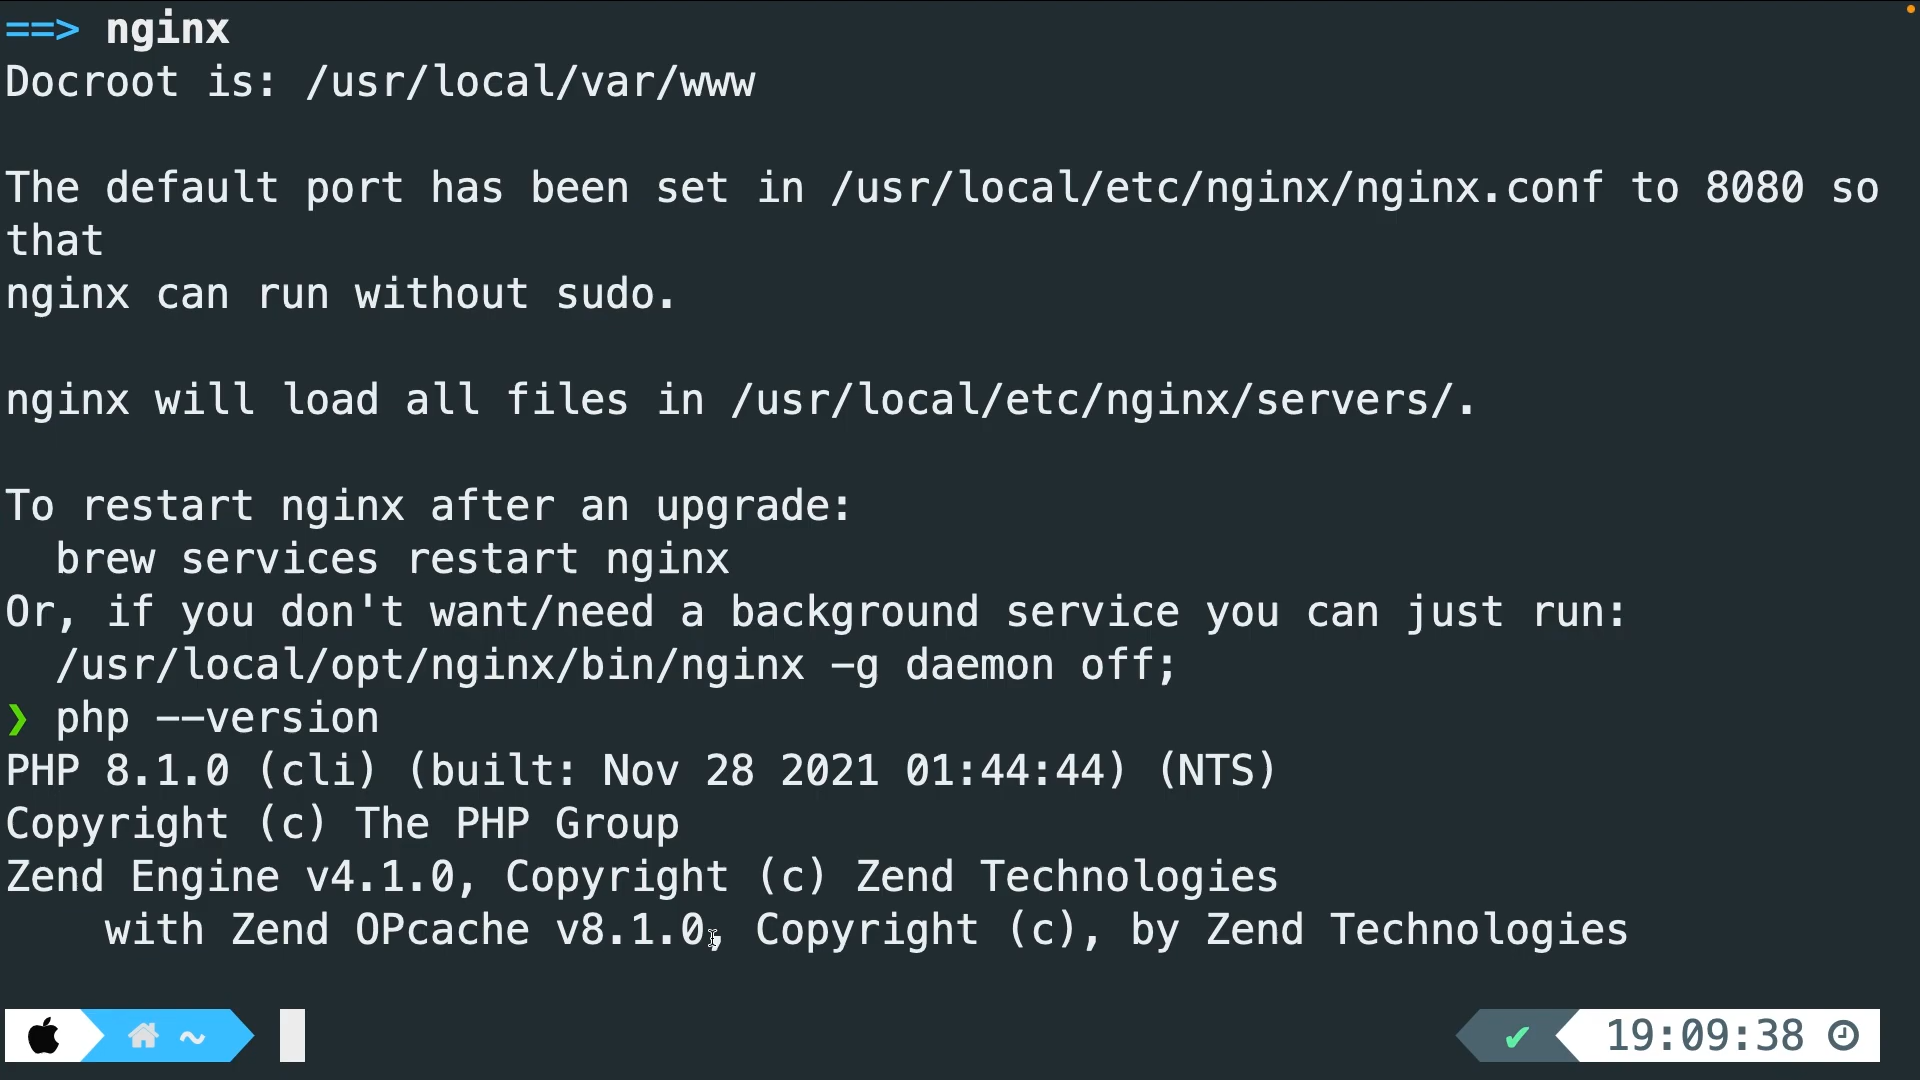 ==> nginx
Docroot is: /usr/local/var/www
The default port has been set in /usr/local/etc/nginx/nginx.conf to 8080 so
that
nginx can run without sudo.
nginx will load all files in /usr/local/etc/nginx/servers/.
To restart nginx after an upgrade:
  brew services restart nginx
Or, if you don't want/need a background service you can just run:
  /usr/local/opt/nginx/bin/nginx -g daemon off;
❯ php --version
PHP 8.1.0 (cli) (built: Nov 28 2021 01:44:44) (NTS)
Copyright (c) The PHP Group
Zend Engine v4.1.0, Copyright (c) Zend Technologies
    with Zend OPcache v8.1.0, Copyright (c), by Zend Technologies
~ ✔ 19:09:38